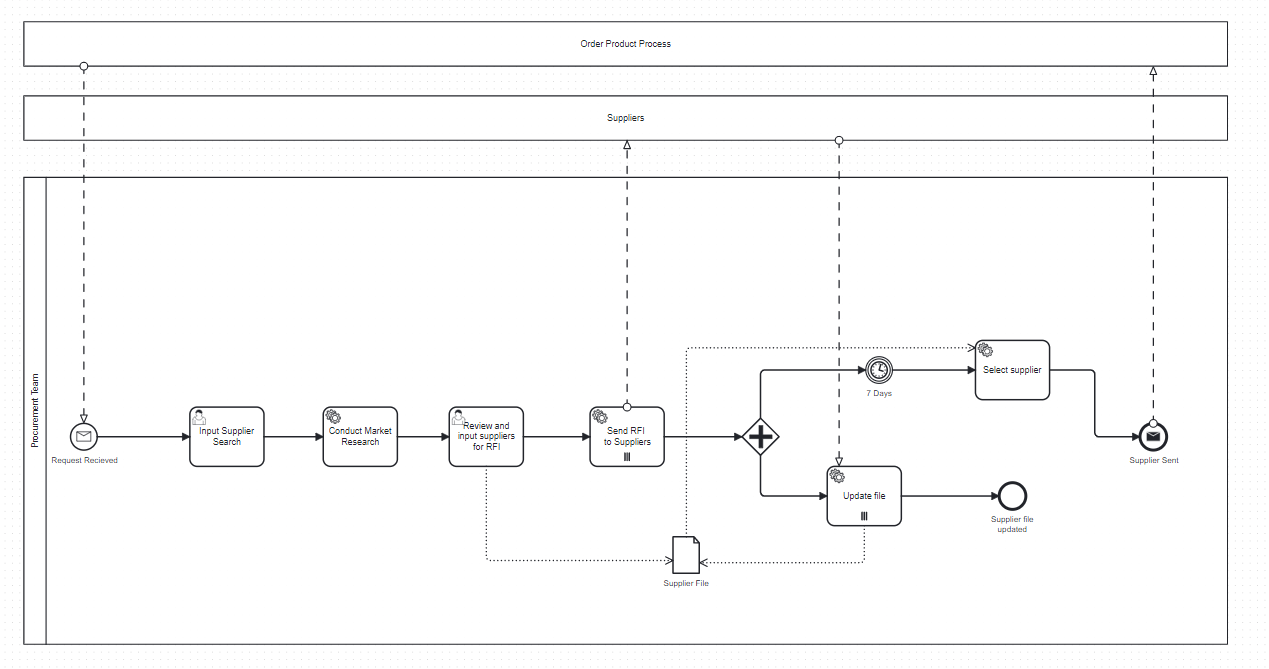 Order Product Process
Suppliers
Procurement Team
Request Recieved
Input Supplier
Search
Conduct Market
Research
Review and
input suppliers
for RFI
Send RFI
to Suppliers
7 Days
Select supplier
Supplier Sent
Update file
Supplier file
updated
Supplier File